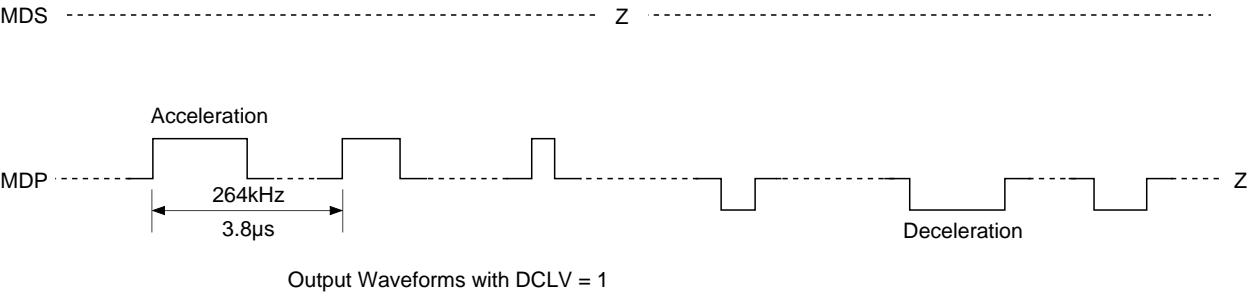 MDS Z
Acceleration
MDP Z
264kHz
3.8µs
Deceleration
Output Waveforms with DCLV = 1